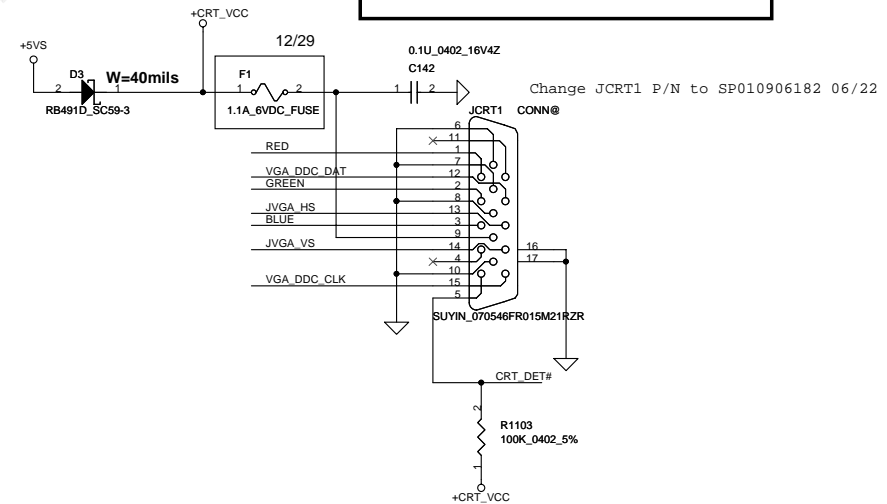 +CRT_VCC
+5VS
12/29
0.1U_0402_16V4Z
D3
W=40mils
F1
C142
2
1
1
2
1
2
RB491D_SC59-3
1.1A_6VDC_FUSE
Change JCRT1 P/N to SP010906182 06/22
JCRT1
CONN@
6
11
RED
1
7
VGA_DDC_DAT
12
GREEN
2
8
JVGA_HS
13
BLUE
3
9
JVGA_VS
14
16
4
17
10
VGA_DDC_CLK
15
5
SUYIN_070546FR015M21RZR
CRT_DET#
2
R1103
100K_0402_5%
1
+CRT_VCC